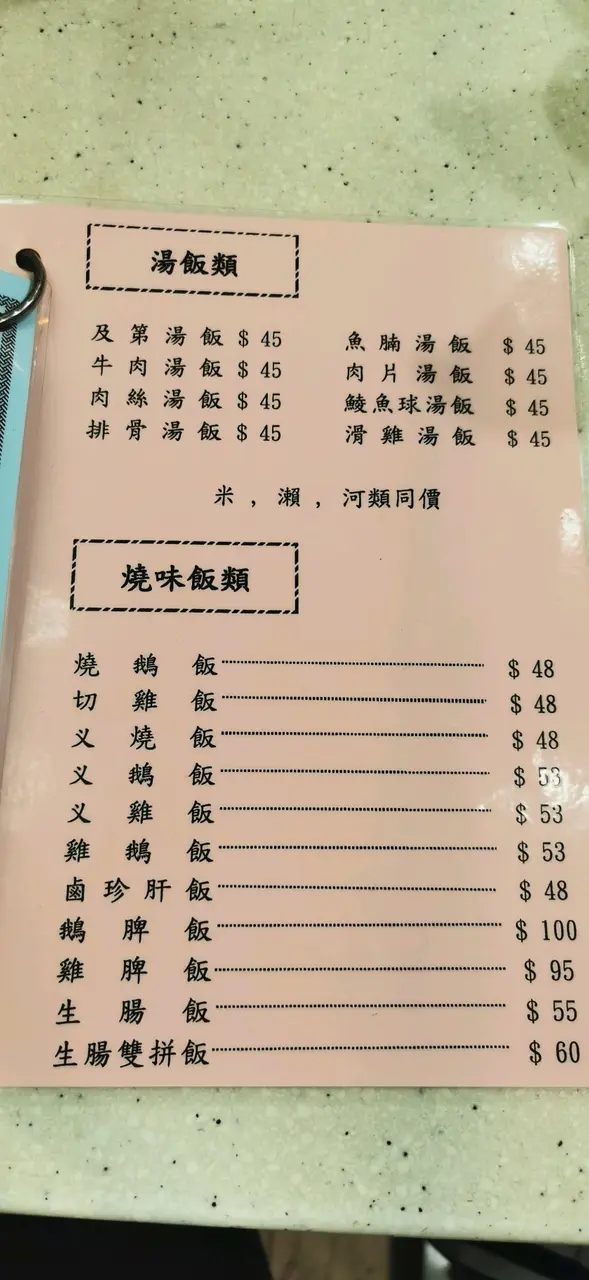 湯飯類
及第湯飯 $ 45 魚腩湯飯 $ 45
牛肉湯飯 $ 45 肉片湯飯 $ 45
肉絲湯飯 $ 45 鯪魚球湯飯 $ 45
排骨湯飯 $ 45 滑雞湯飯 $ 45
米，瀨，河類同價
燒味飯類
燒鵝飯 $ 48
切雞飯 $ 48
义燒飯 $ 48
义鵝飯 $ 53
义雞飯 $ 53
雞鵝飯 $ 53
鹵珍肝飯 $ 48
鵝脾飯 $ 100
雞脾飯 $ 95
生腸飯 $ 55
生腸雙拼飯 $ 60